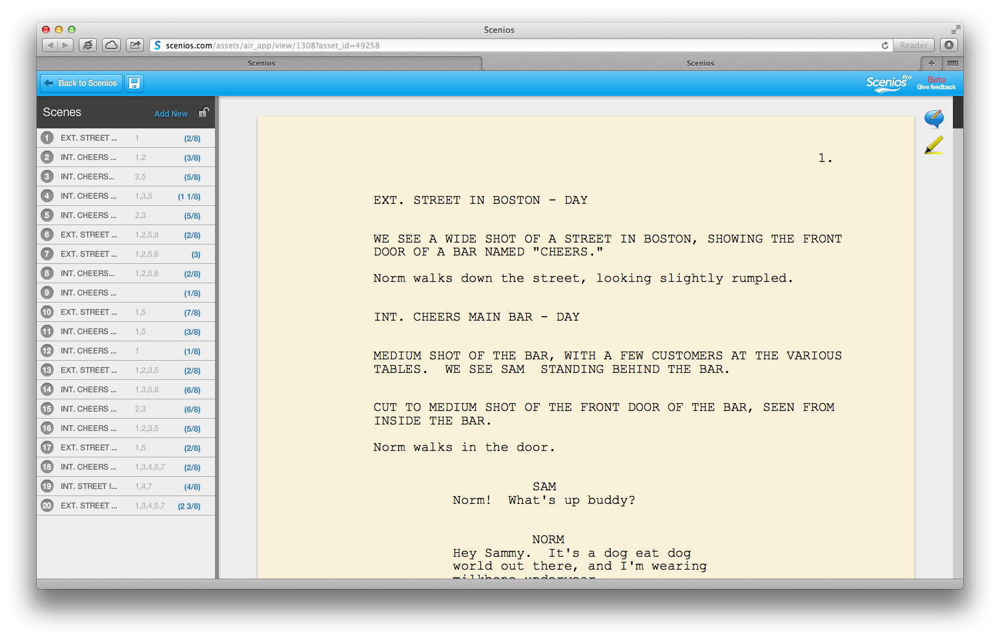 Scenios
scenios.com/assets/air_app/view/1308?asset_id=49258
Reader
Scenios
Scenios
Back to Scenios
Scenios Pro
Beta
Give feedback
Scenes Add New
1 EXT. STREET ... 1 (2/8)
2 INT. CHEERS ... 1,2 (3/8)
3 INT. CHEERS... 2,5 (5/8)
4 INT. CHEERS ... 1,3,5 (1 1/8)
5 INT. CHEERS ... 2,3 (5/8)
6 EXT. STREET ... 1,2,5,8 (2/8)
7 EXT. STREET ... 1,2,5,6 (3)
8 INT. CHEERS... 1,2,5,6 (2/8)
9 INT. CHEERS ... (1/8)
10 EXT. STREET ... 1,5 (7/8)
11 INT. CHEERS ... 1,5 (3/8)
12 INT. CHEERS ... 1 (1/8)
13 EXT. STREET ... 1,2,3,5 (2/8)
14 INT. CHEERS ... 1,3,5,8 (6/8)
15 INT. CHEERS ... 2,3 (6/8)
16 INT. CHEERS ... 1,2,3,5 (5/8)
17 EXT. STREET ... 1,5 (2/8)
18 INT. CHEERS ... 1,3,4,5,7 (2/8)
19 INT. STREET I... 1,4,7 (4/8)
20 EXT. STREET ... 1,3,4,5,7 (2 3/8)
1.
EXT. STREET IN BOSTON - DAY
WE SEE A WIDE SHOT OF A STREET IN BOSTON, SHOWING THE FRONT
DOOR OF A BAR NAMED "CHEERS."
Norm walks down the street, looking slightly rumpled.
INT. CHEERS MAIN BAR - DAY
MEDIUM SHOT OF THE BAR, WITH A FEW CUSTOMERS AT THE VARIOUS
TABLES.  WE SEE SAM  STANDING BEHIND THE BAR.
CUT TO MEDIUM SHOT OF THE FRONT DOOR OF THE BAR, SEEN FROM
INSIDE THE BAR.
Norm walks in the door.
SAM
Norm!  What's up buddy?
NORM
Hey Sammy.  It's a dog eat dog
world out there, and I'm wearing
milkbone underwear